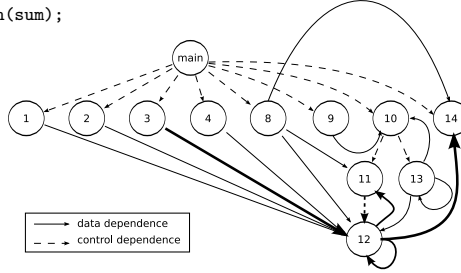 n(sum);
main
1 2 3 4 8 9 10 14
11 13
12
data dependence
control dependence